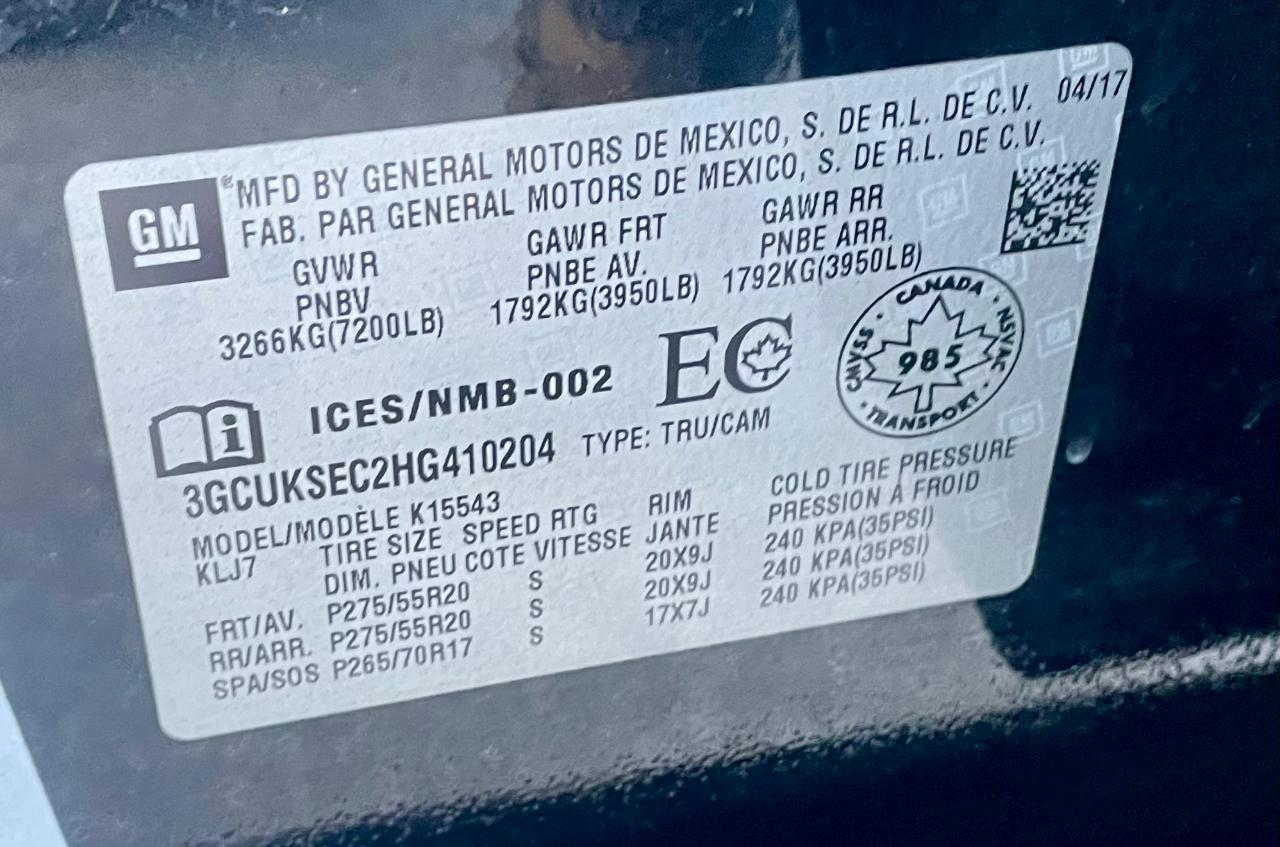 04/17
GM
®MFD BY GENERAL MOTORS DE MEXICO, S. DE R.L. DE C.V.
FAB. PAR GENERAL MOTORS DE MEXICO, S. DE R.L. DE C.V.
GVWR GAWR FRT GAWR RR
PNBV PNBE AV. PNBE ARR.
3266KG(7200LB) 1792KG(3950LB) 1792KG(3950LB)
ICES/NMB-002 EC
CANADA · NSVAC · TRANSPORT · CMVSS ·
985
3GCUKSEC2HG410204 TYPE: TRU/CAM
MODEL/MODÈLE K15543
KLJ7 TIRE SIZE SPEED RTG RIM COLD TIRE PRESSURE
DIM. PNEU COTE VITESSE JANTE PRESSION À FROID
FRT/AV. P275/55R20 S 20X9J 240 KPA(35PSI)
RR/ARR. P275/55R20 S 20X9J 240 KPA(35PSI)
SPA/SOS P265/70R17 S 17X7J 240 KPA(35PSI)